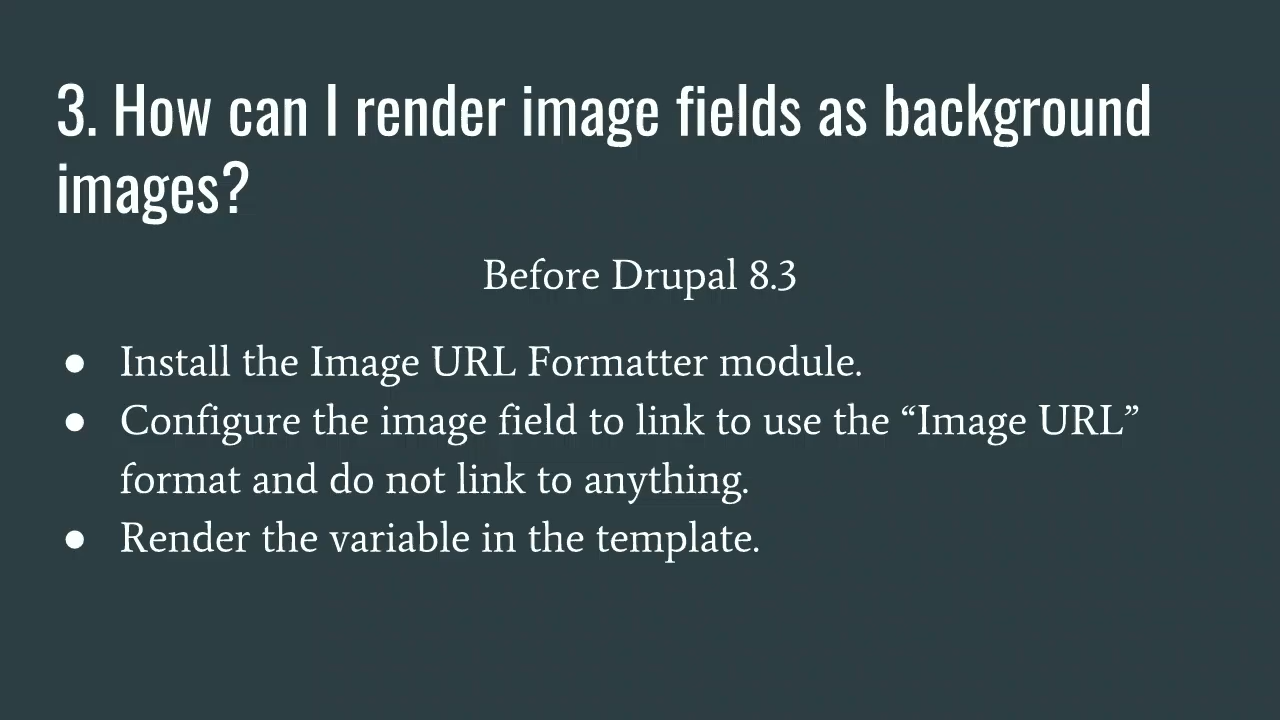 3. How can I render image fields as background
images?
Before Drupal 8.3
● Install the Image URL Formatter module.
● Configure the image field to link to use the “Image URL”
format and do not link to anything.
● Render the variable in the template.